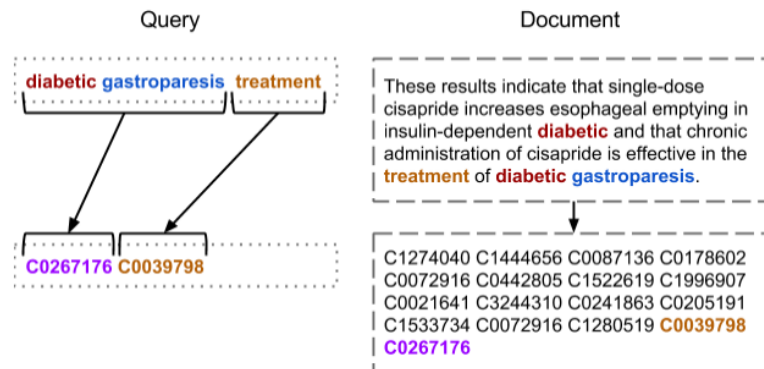 Query
diabetic gastroparesis treatment
C0267176 C0039798
Document
These results indicate that single-dose
cisapride increases esophageal emptying in
insulin-dependent diabetic and that chronic
administration of cisapride is effective in the
treatment of diabetic gastroparesis.
C1274040 C1444656 C0087136 C0178602
C0072916 C0442805 C1522619 C1996907
C0021641 C3244310 C0241863 C0205191
C1533734 C0072916 C1280519 C0039798
C0267176